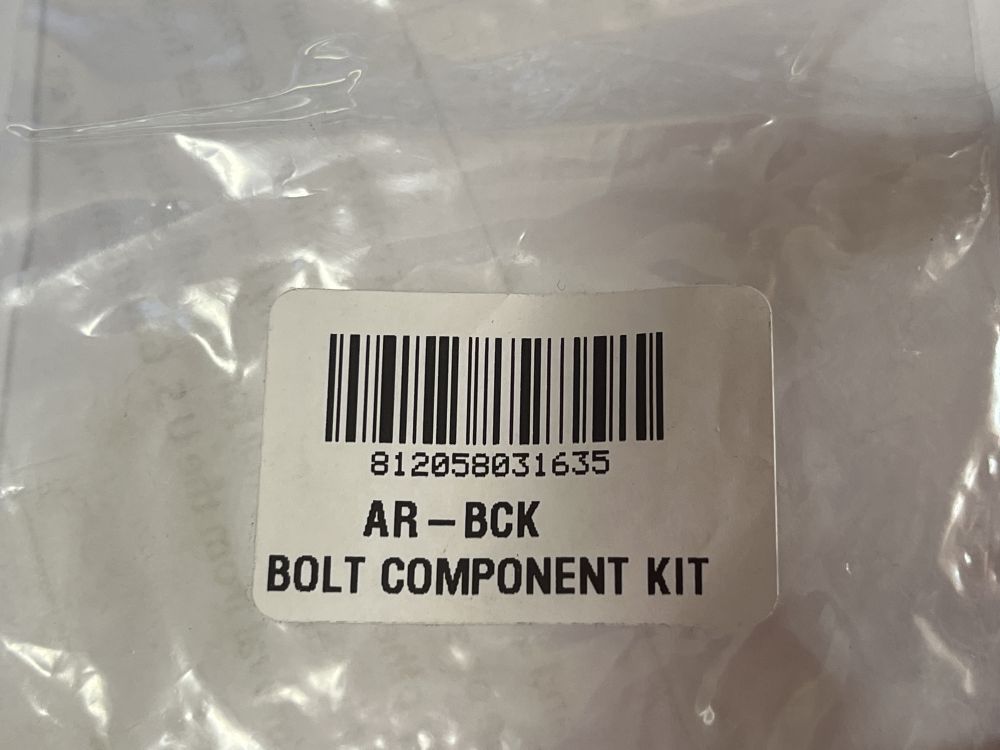 812058031635
AR-BCK
BOLT COMPONENT KIT